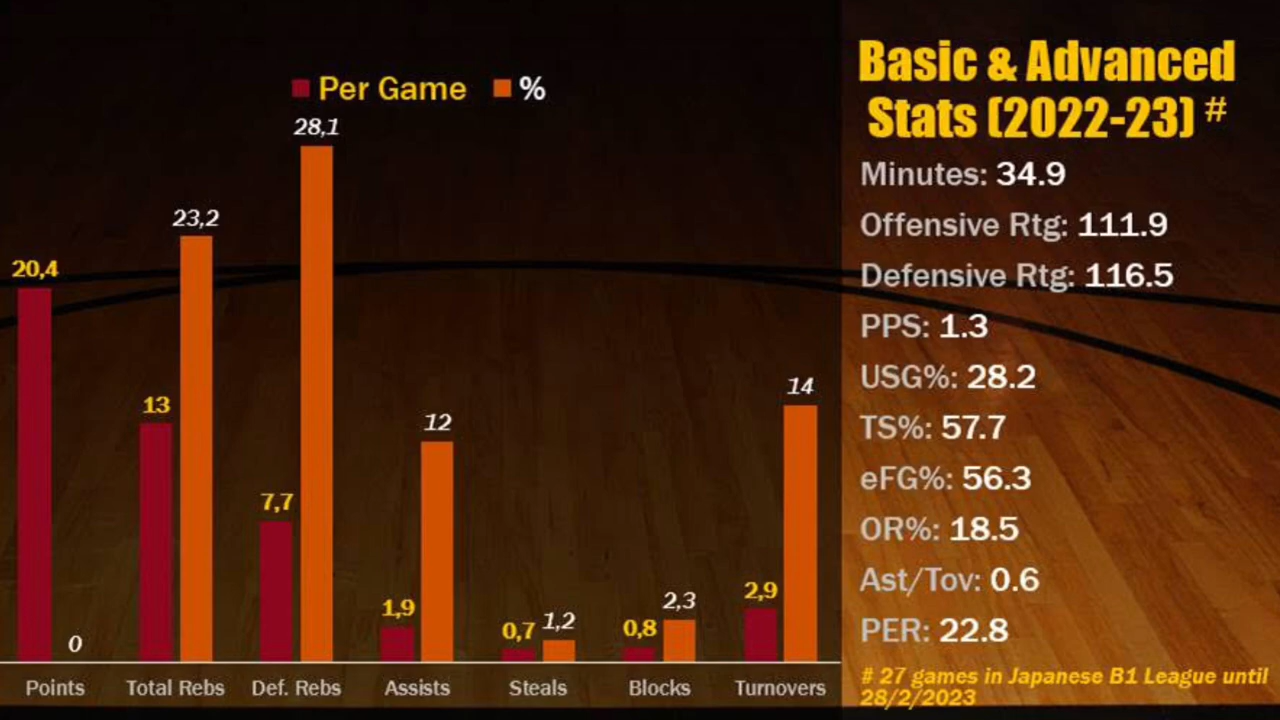 Per Game %
28,1
23,2
20,4
14
13
12
7,7
2,9
2,3
1,9
1,2
0,8
0,7
0
Points Total Rebs Def. Rebs Assists Steals Blocks Turnovers
Basic & Advanced
Stats (2022-23) #
Minutes: 34.9
Offensive Rtg: 111.9
Defensive Rtg: 116.5
PPS: 1.3
USG%: 28.2
TS%: 57.7
eFG%: 56.3
OR%: 18.5
Ast/Tov: 0.6
PER: 22.8
# 27 games in Japanese B1 League until
28/2/2023